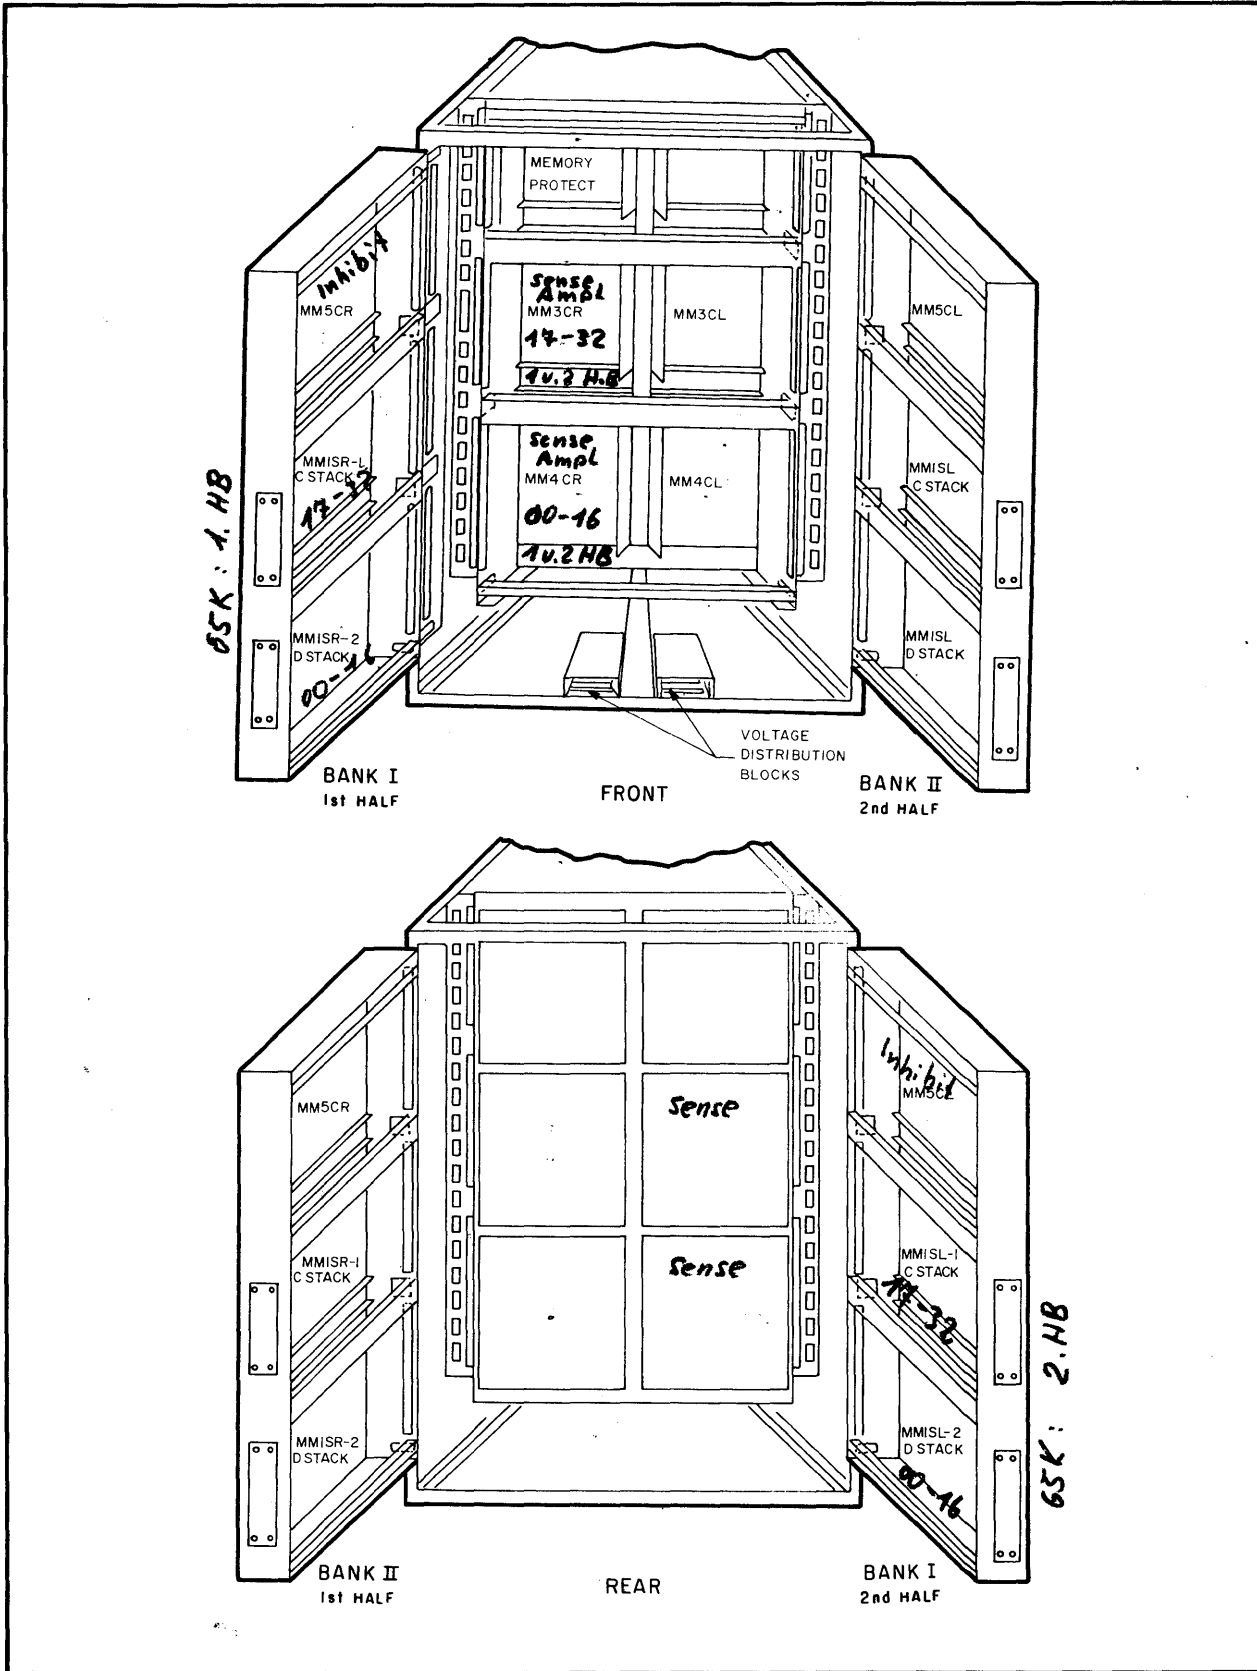 MEMORY
PROTECT
Inhibit
MM5CR
sense
Ampl
MM3CR
17-32
1 v. 2 H.B
MM3CL
MM5CL
sense
Ampl
MM4CR
00-16
1 v. 2 HB
MM4CL
MMISR-1
C STACK
17-32
MMISL
C STACK
65K : 1. HB
MMISR-2
D STACK
00-16
MMISL
D STACK
VOLTAGE
DISTRIBUTION
BLOCKS
BANK I
1st HALF
FRONT
BANK II
2nd HALF
Inhibit
MM5CR
MM5CL
sense
MMISR-1
C STACK
sense
MMISL-1
C STACK
17-32
65K : 2. HB
MMISR-2
D STACK
MMISL-2
D STACK
00-16
BANK II
1st HALF
REAR
BANK I
2nd HALF